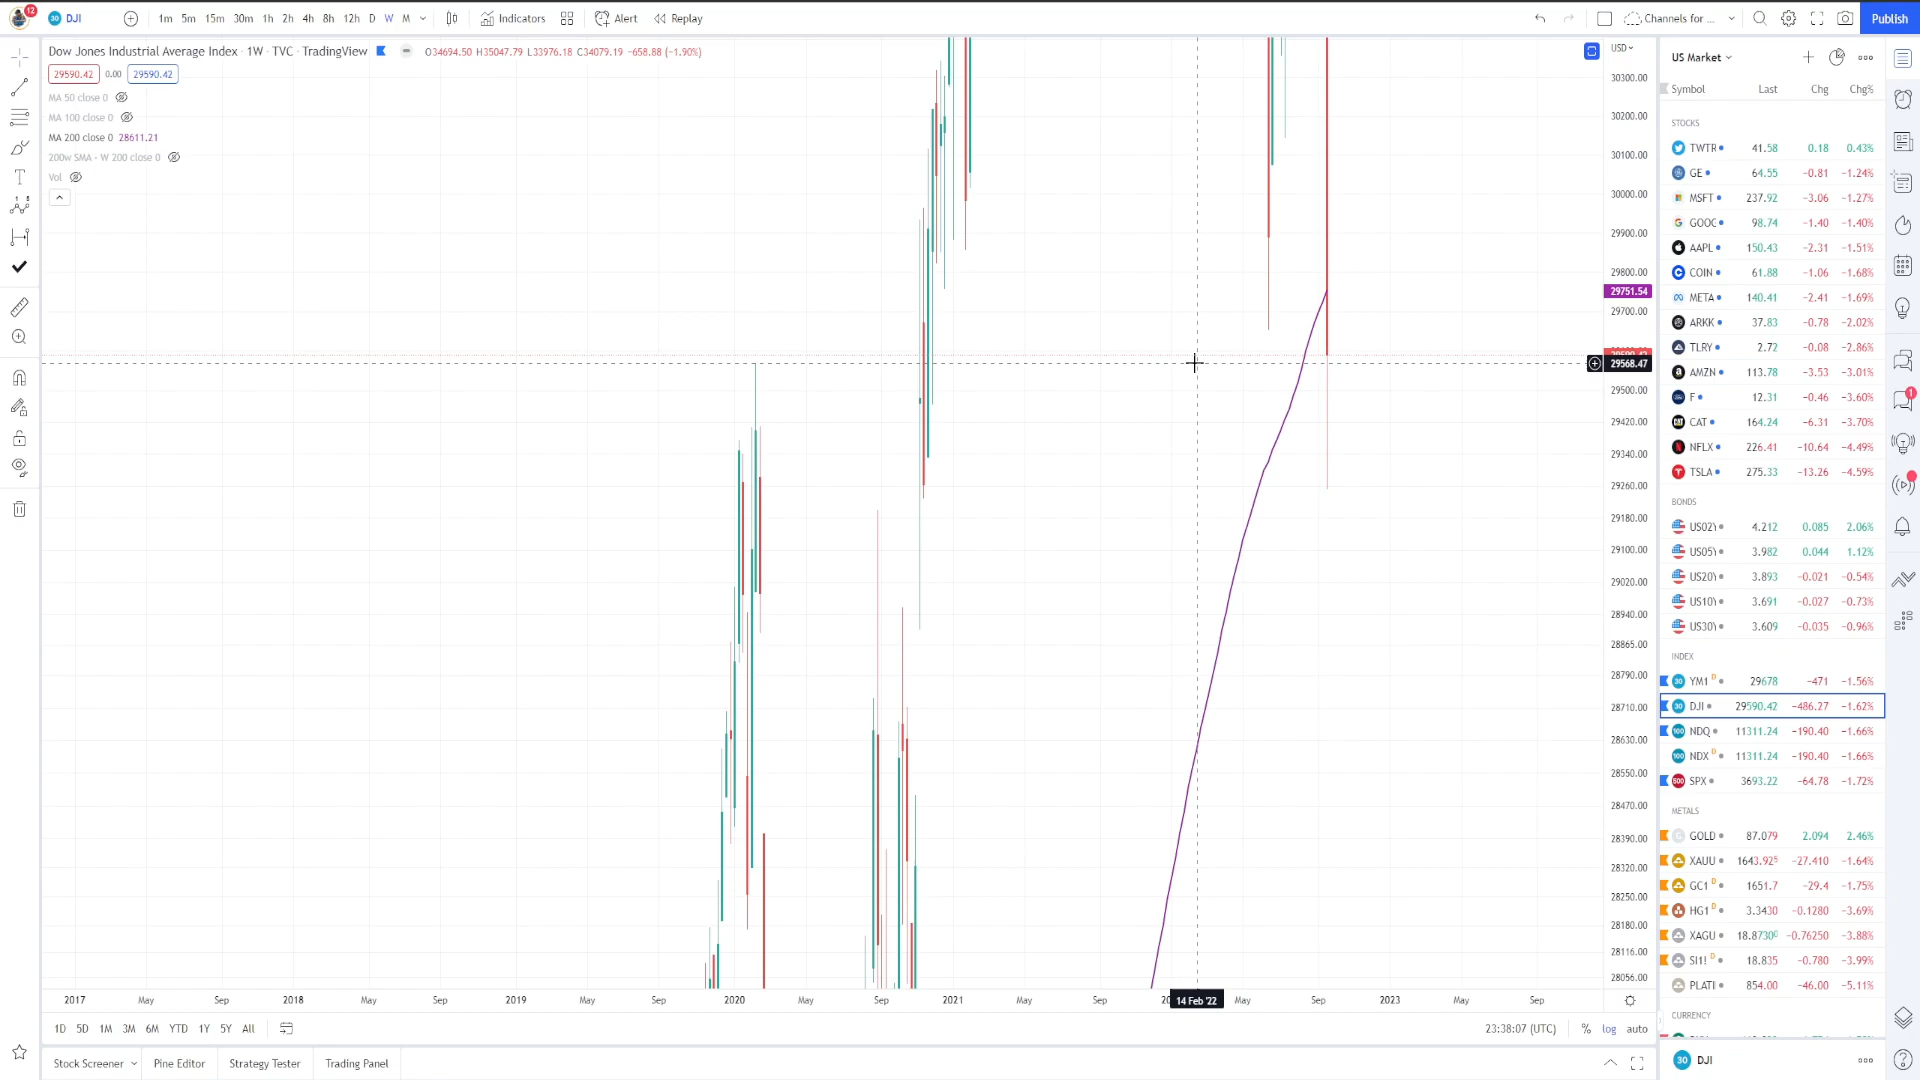 12
30 DJI
1m 5m 15m 30m 1h 2h 4h 8h 12h D W M
Indicators
Alert
Replay
Channels for ...
Publish
Dow Jones Industrial Average Index · 1W · TVC · TradingView
O34694.50 H35047.79 L33976.18 C34079.19 −658.88 (−1.90%)
29590.42 0.00 29590.42
MA 50 close 0
MA 100 close 0
MA 200 close 0 28611.21
200w SMA - W 200 close 0
Vol
USD
30300.00
30200.00
30100.00
30000.00
29900.00
29800.00
29751.54
29700.00
29568.47
29500.00
29420.00
29340.00
29260.00
29180.00
29100.00
29020.00
28940.00
28865.00
28790.00
28710.00
28630.00
28550.00
28470.00
28390.00
28320.00
28250.00
28180.00
28116.00
28056.00
2017 May Sep 2018 May Sep 2019 May Sep 2020 May Sep 2021 May Sep 14 Feb '22 May Sep 2023 May Sep
1D 5D 1M 3M 6M YTD 1Y 5Y All
23:38:07 (UTC) % log auto
Stock Screener Pine Editor Strategy Tester Trading Panel
US Market
Symbol Last Chg Chg%
STOCKS
TWTR 41.58 0.18 0.43%
GE 64.55 −0.81 −1.24%
MSFT 237.92 −3.06 −1.27%
GOOG 98.74 −1.40 −1.40%
AAPL 150.43 −2.31 −1.51%
COIN 61.88 −1.06 −1.68%
META 140.41 −2.41 −1.69%
ARKK 37.83 −0.78 −2.02%
TLRY 2.72 −0.08 −2.86%
AMZN 113.78 −3.53 −3.01%
F 12.31 −0.46 −3.60%
CAT 164.24 −6.31 −3.70%
NFLX 226.41 −10.64 −4.49%
TSLA 275.33 −13.26 −4.59%
BONDS
US02Y 4.212 0.085 2.06%
US05Y 3.982 0.044 1.12%
US20Y 3.893 −0.021 −0.54%
US10Y 3.691 −0.027 −0.73%
US30Y 3.609 −0.035 −0.96%
INDEX
30 YM1 D 29678 −471 −1.56%
30 DJI 29590.42 −486.27 −1.62%
100 NDQ 11311.24 −190.40 −1.66%
100 NDX D 11311.24 −190.40 −1.66%
500 SPX 3693.22 −64.78 −1.72%
METALS
GOLD 87.079 2.094 2.46%
XAUU 1643.925 −27.410 −1.64%
GC1 D 1651.7 −29.4 −1.75%
HG1 D 3.3430 −0.1280 −3.69%
XAGU 18.8730 −0.76250 −3.88%
SI1! D 18.835 −0.780 −3.99%
PLATI 854.00 −46.00 −5.11%
CURRENCY
30 DJI
1